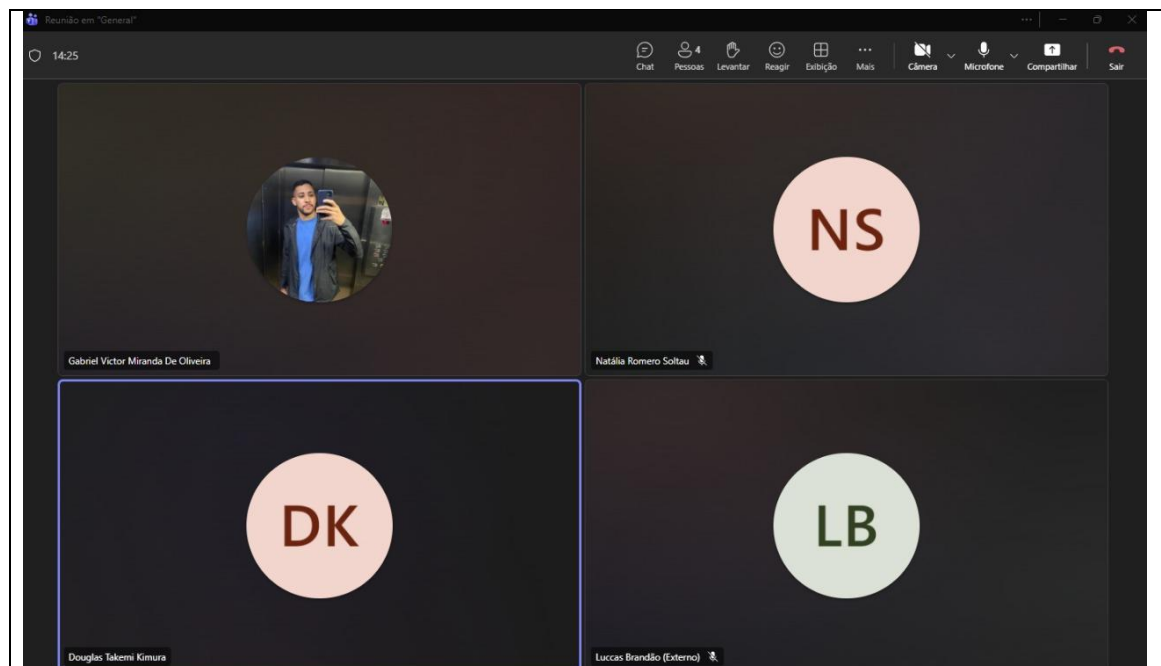 Reunião em "General"
14:25
Chat
4
Pessoas
Levantar
Reagir
Exibição
Mais
Câmera
Microfone
Compartilhar
Sair
Gabriel Victor Miranda De Oliveira
NS
Natália Romero Soltau
DK
Douglas Takemi Kimura
LB
Luccas Brandão (Externo)